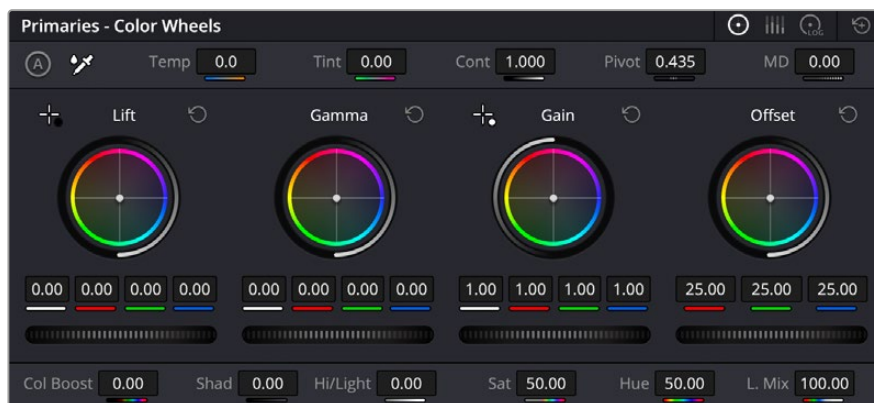 Primaries - Color Wheels
LOG
A Temp 0.0 Tint 0.00 Cont 1.000 Pivot 0.435 MD 0.00
Lift Gamma Gain Offset
0.00 0.00 0.00 0.00 0.00 0.00 0.00 0.00 1.00 1.00 1.00 1.00 25.00 25.00 25.00
Col Boost 0.00 Shad 0.00 Hi/Light 0.00 Sat 50.00 Hue 50.00 L. Mix 100.00